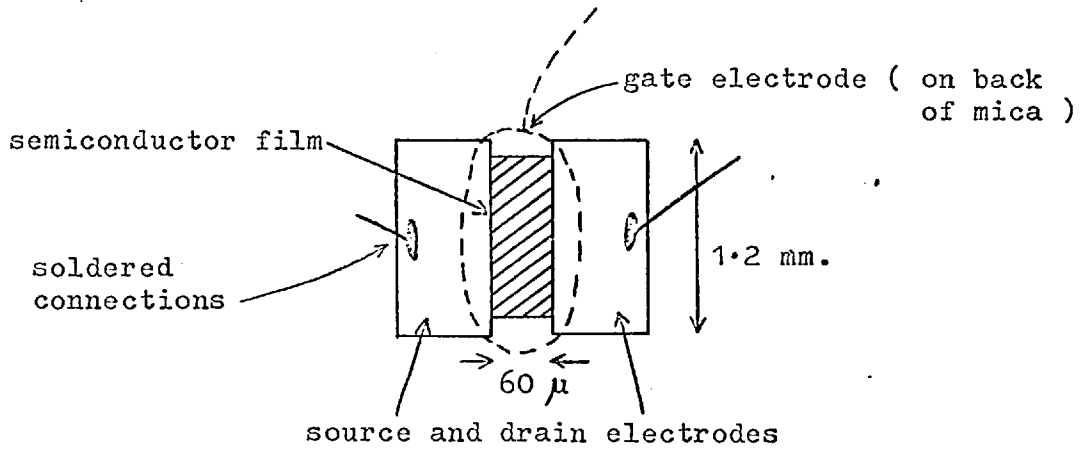 gate electrode ( on back
of mica )
semiconductor film
1·2 mm.
soldered
connections
60 μ
source and drain electrodes